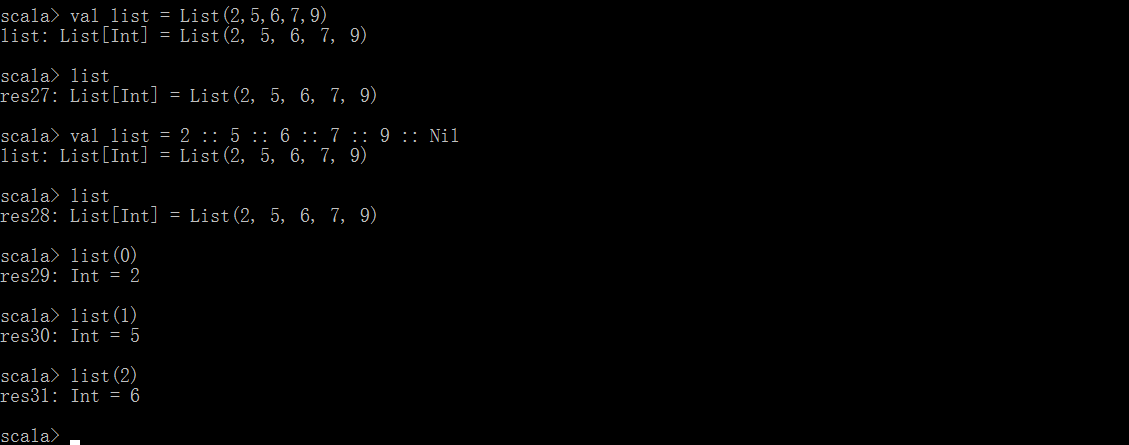 scala> val list = List(2,5,6,7,9)
list: List[Int] = List(2, 5, 6, 7, 9)
scala> list
res27: List[Int] = List(2, 5, 6, 7, 9)
scala> val list = 2 :: 5 :: 6 :: 7 :: 9 :: Nil
list: List[Int] = List(2, 5, 6, 7, 9)
scala> list
res28: List[Int] = List(2, 5, 6, 7, 9)
scala> list(0)
res29: Int = 2
scala> list(1)
res30: Int = 5
scala> list(2)
res31: Int = 6
scala>